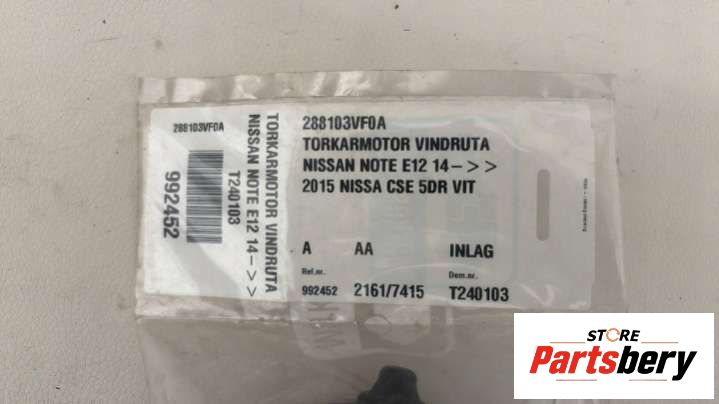 288103VF0A
TORKARMOTOR VINDRUTA
NISSAN NOTE E12 14->>
T240103
992452
288103VF0A
TORKARMOTOR VINDRUTA
NISSAN NOTE E12 14->>
2015 NISSA CSE 5DR VIT
A AA INLAG
Ref.nr. Dem.nr.
992452 2161/7415 T240103
STORE
Partsbery